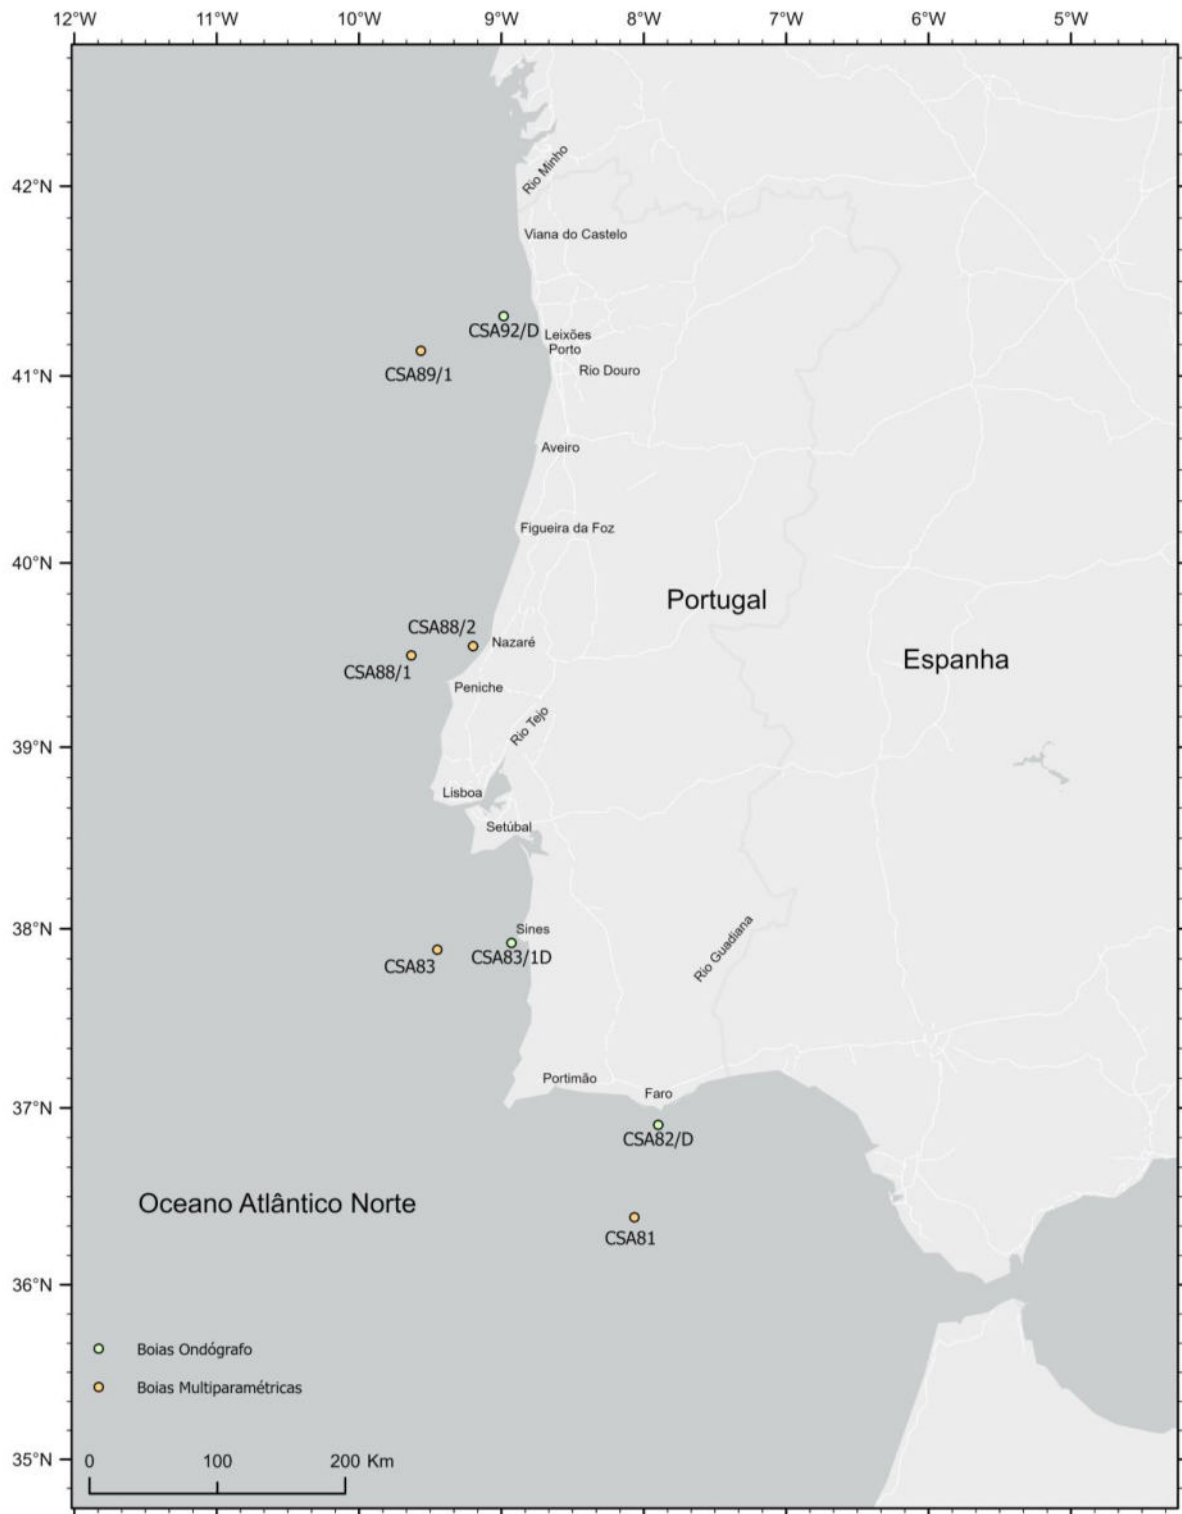 12°W 11°W 10°W 9°W 8°W 7°W 6°W 5°W
42°N
Rio Minho
Viana do Castelo
CSA92/D
Leixões
Porto
Rio Douro
CSA89/1
41°N
Aveiro
Figueira da Foz
40°N
Portugal
CSA88/2
Nazaré
Espanha
CSA88/1
Peniche
Rio Tejo
39°N
Lisboa
Setúbal
38°N
Sines
Rio Guadiana
CSA83
CSA83/1D
Portimão
Faro
37°N
CSA82/D
Oceano Atlântico Norte
CSA81
36°N
Boias Ondógrafo
Boias Multiparamétricas
35°N
0 100 200 Km